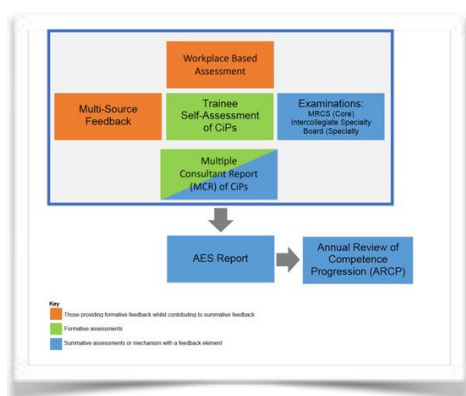 Workplace Based
Assessment
Multi-Source
Feedback
Trainee
Self-Assessment
of CiPs
Examinations:
MRCS (Core)
Intercollegiate Specialty
Board (Specialty
Multiple
Consultant Report
(MCR) of CiPs
AES Report
Annual Review of
Competence
Progression (ARCP)
Key
Those providing formative feedback whilst contributing to summative feedback
Formative assessments
Summative assessments or mechanism with a feedback element